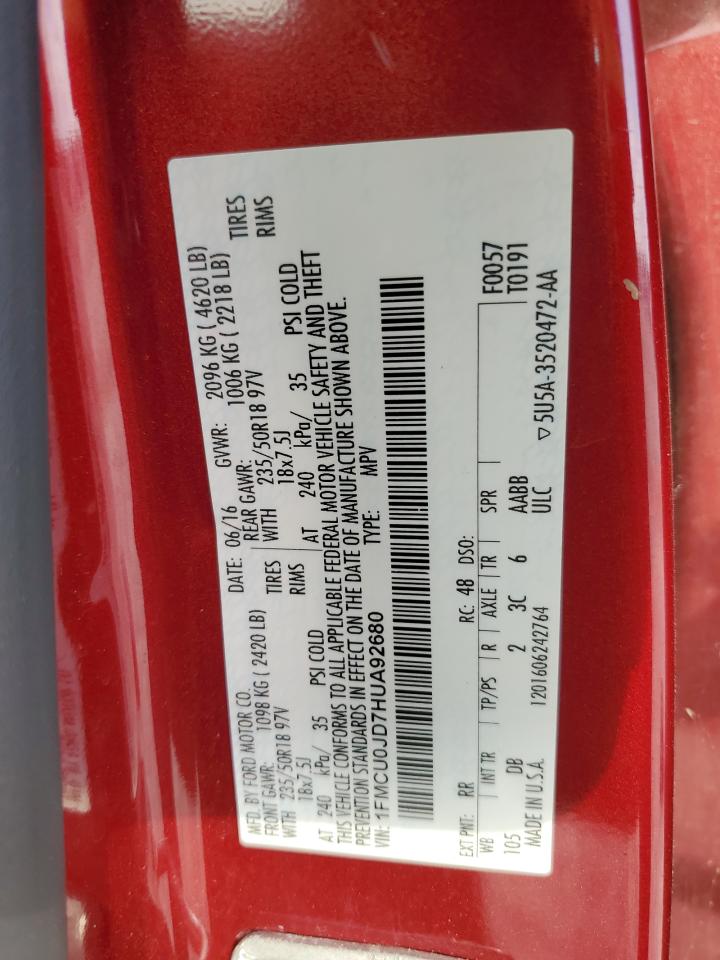 MFD. BY FORD MOTOR CO. DATE: 06/16 GVWR: 2096 KG ( 4620 LB)
FRONT GAWR: 1098 KG ( 2420 LB) REAR GAWR: 1006 KG ( 2218 LB)
WITH 235/50R18 97V TIRES WITH 235/50R18 97V TIRES
18x7.5J RIMS 18x7.5J RIMS
AT 240 kPa/ 35 PSI COLD AT 240 kPa/ 35 PSI COLD
THIS VEHICLE CONFORMS TO ALL APPLICABLE FEDERAL MOTOR VEHICLE SAFETY AND THEFT
PREVENTION STANDARDS IN EFFECT ON THE DATE OF MANUFACTURE SHOWN ABOVE.
VIN: 1FMCU0JD7HUA92680 TYPE: MPV
EXT PNT: RR RC: 48 DSO: F0057
WB INT TR TP/PS R AXLE TR SPR T0191
105 DB 2 3C 6 AABB
MADE IN U.S.A. 1201606242764 ULC ▽5U5A-3520472-AA